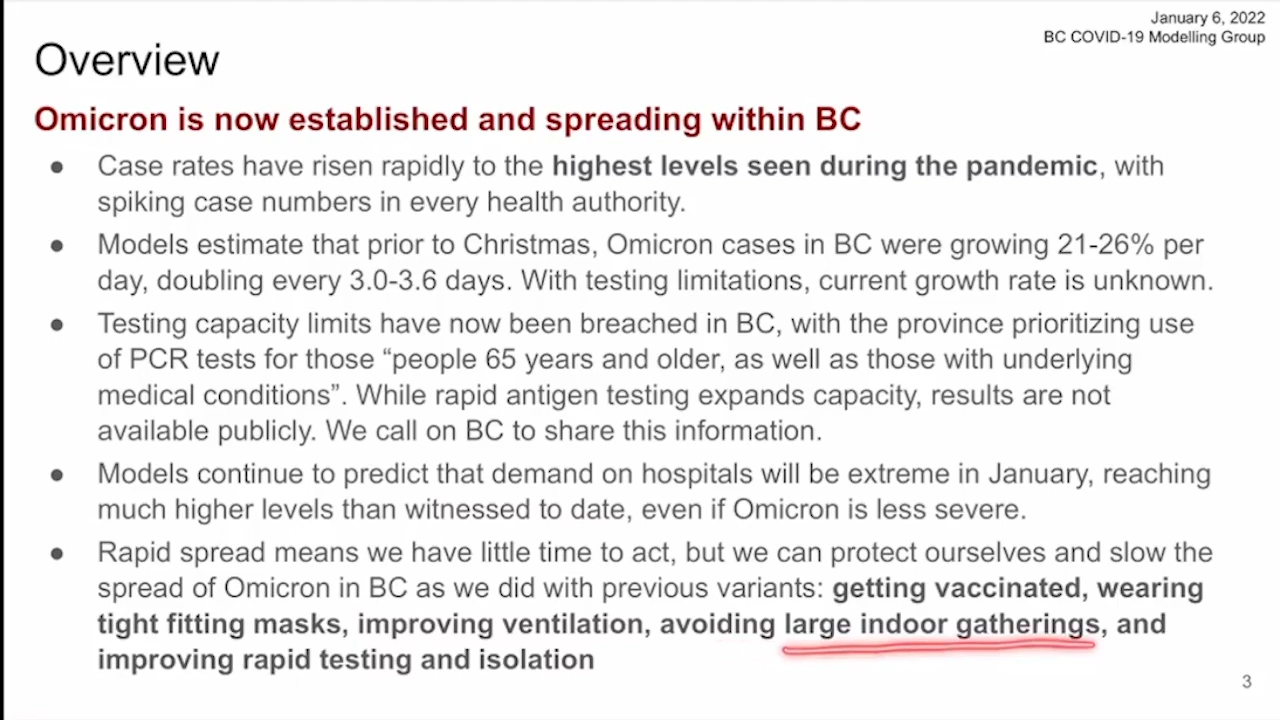 January 6, 2022
BC COVID-19 Modelling Group
Overview
Omicron is now established and spreading within BC
● Case rates have risen rapidly to the highest levels seen during the pandemic, with
spiking case numbers in every health authority.
● Models estimate that prior to Christmas, Omicron cases in BC were growing 21-26% per
day, doubling every 3.0-3.6 days. With testing limitations, current growth rate is unknown.
● Testing capacity limits have now been breached in BC, with the province prioritizing use
of PCR tests for those “people 65 years and older, as well as those with underlying
medical conditions”. While rapid antigen testing expands capacity, results are not
available publicly. We call on BC to share this information.
● Models continue to predict that demand on hospitals will be extreme in January, reaching
much higher levels than witnessed to date, even if Omicron is less severe.
● Rapid spread means we have little time to act, but we can protect ourselves and slow the
spread of Omicron in BC as we did with previous variants: getting vaccinated, wearing
tight fitting masks, improving ventilation, avoiding large indoor gatherings, and
improving rapid testing and isolation
3